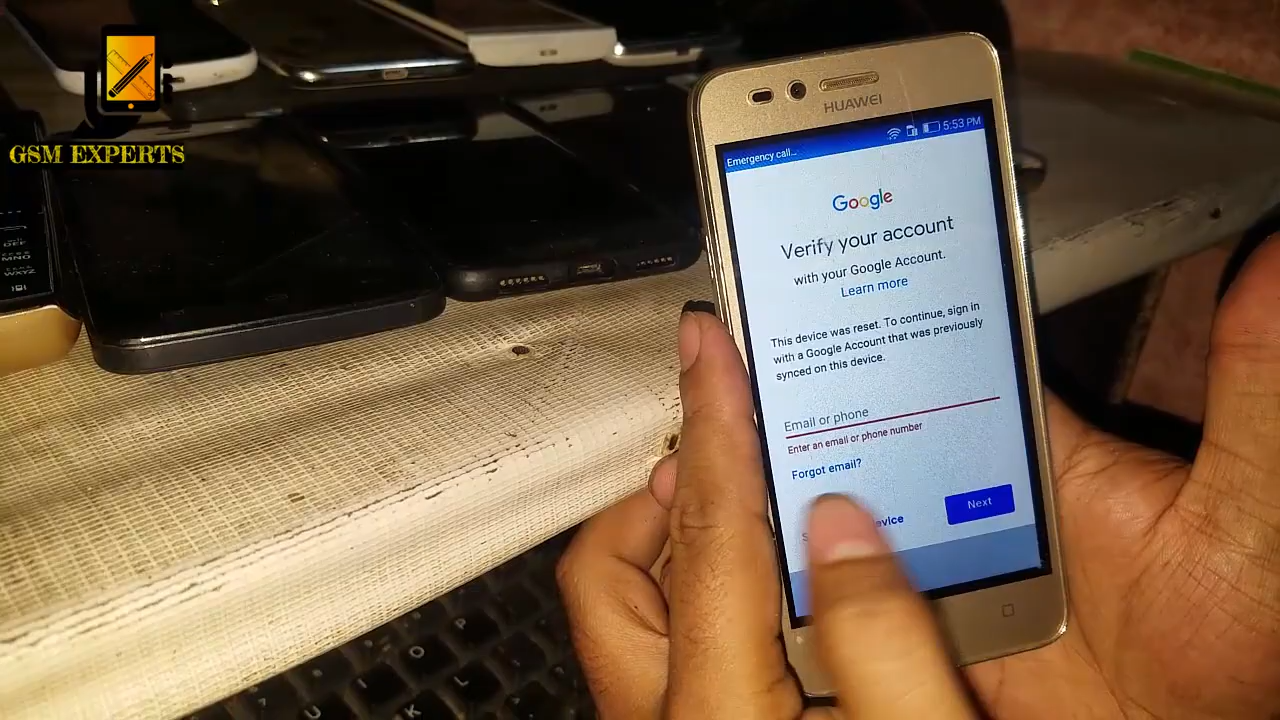 GSM EXPERTS
HUAWEI
5:53 PM
Emergency call...
Google
Verify your account
with your Google Account.
Learn more
This device was reset. To continue, sign in
with a Google Account that was previously
synced on this device.
Email or phone
Enter an email or phone number
Forgot email?
Next
MNO
WXYZ
P
O
I
L
U
K